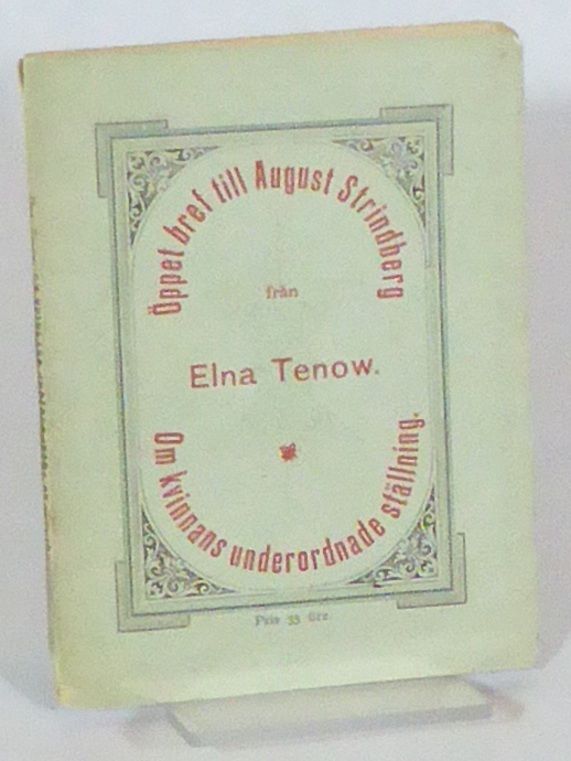 Öppet bref till August Strindberg
från
Elna Tenow.
Om kvinnans underordnade ställning.
Pris 35 öre